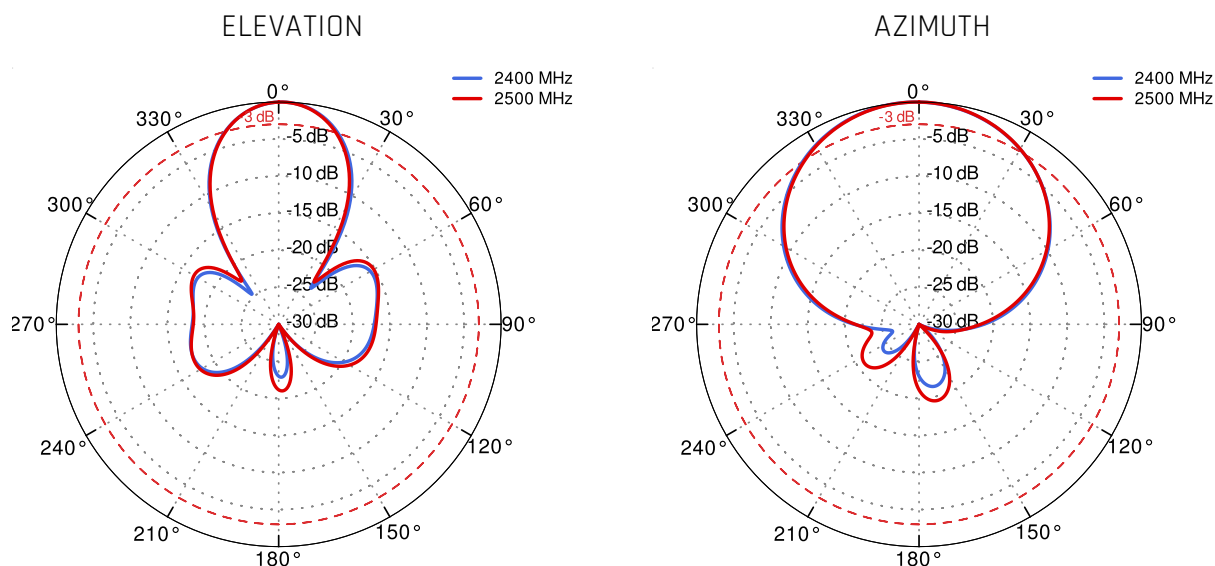 ELEVATION
2400 MHz
2500 MHz
0°
3 dB
330°
30°
-5 dB
-10 dB
300°
60°
-15 dB
-20 dB
-25 dB
270°
-30 dB
90°
240°
120°
210°
150°
180°
AZIMUTH
2400 MHz
2500 MHz
0°
-3 dB
330°
30°
-5 dB
-10 dB
300°
60°
-15 dB
-20 dB
-25 dB
270°
-30 dB
90°
240°
120°
210°
150°
180°